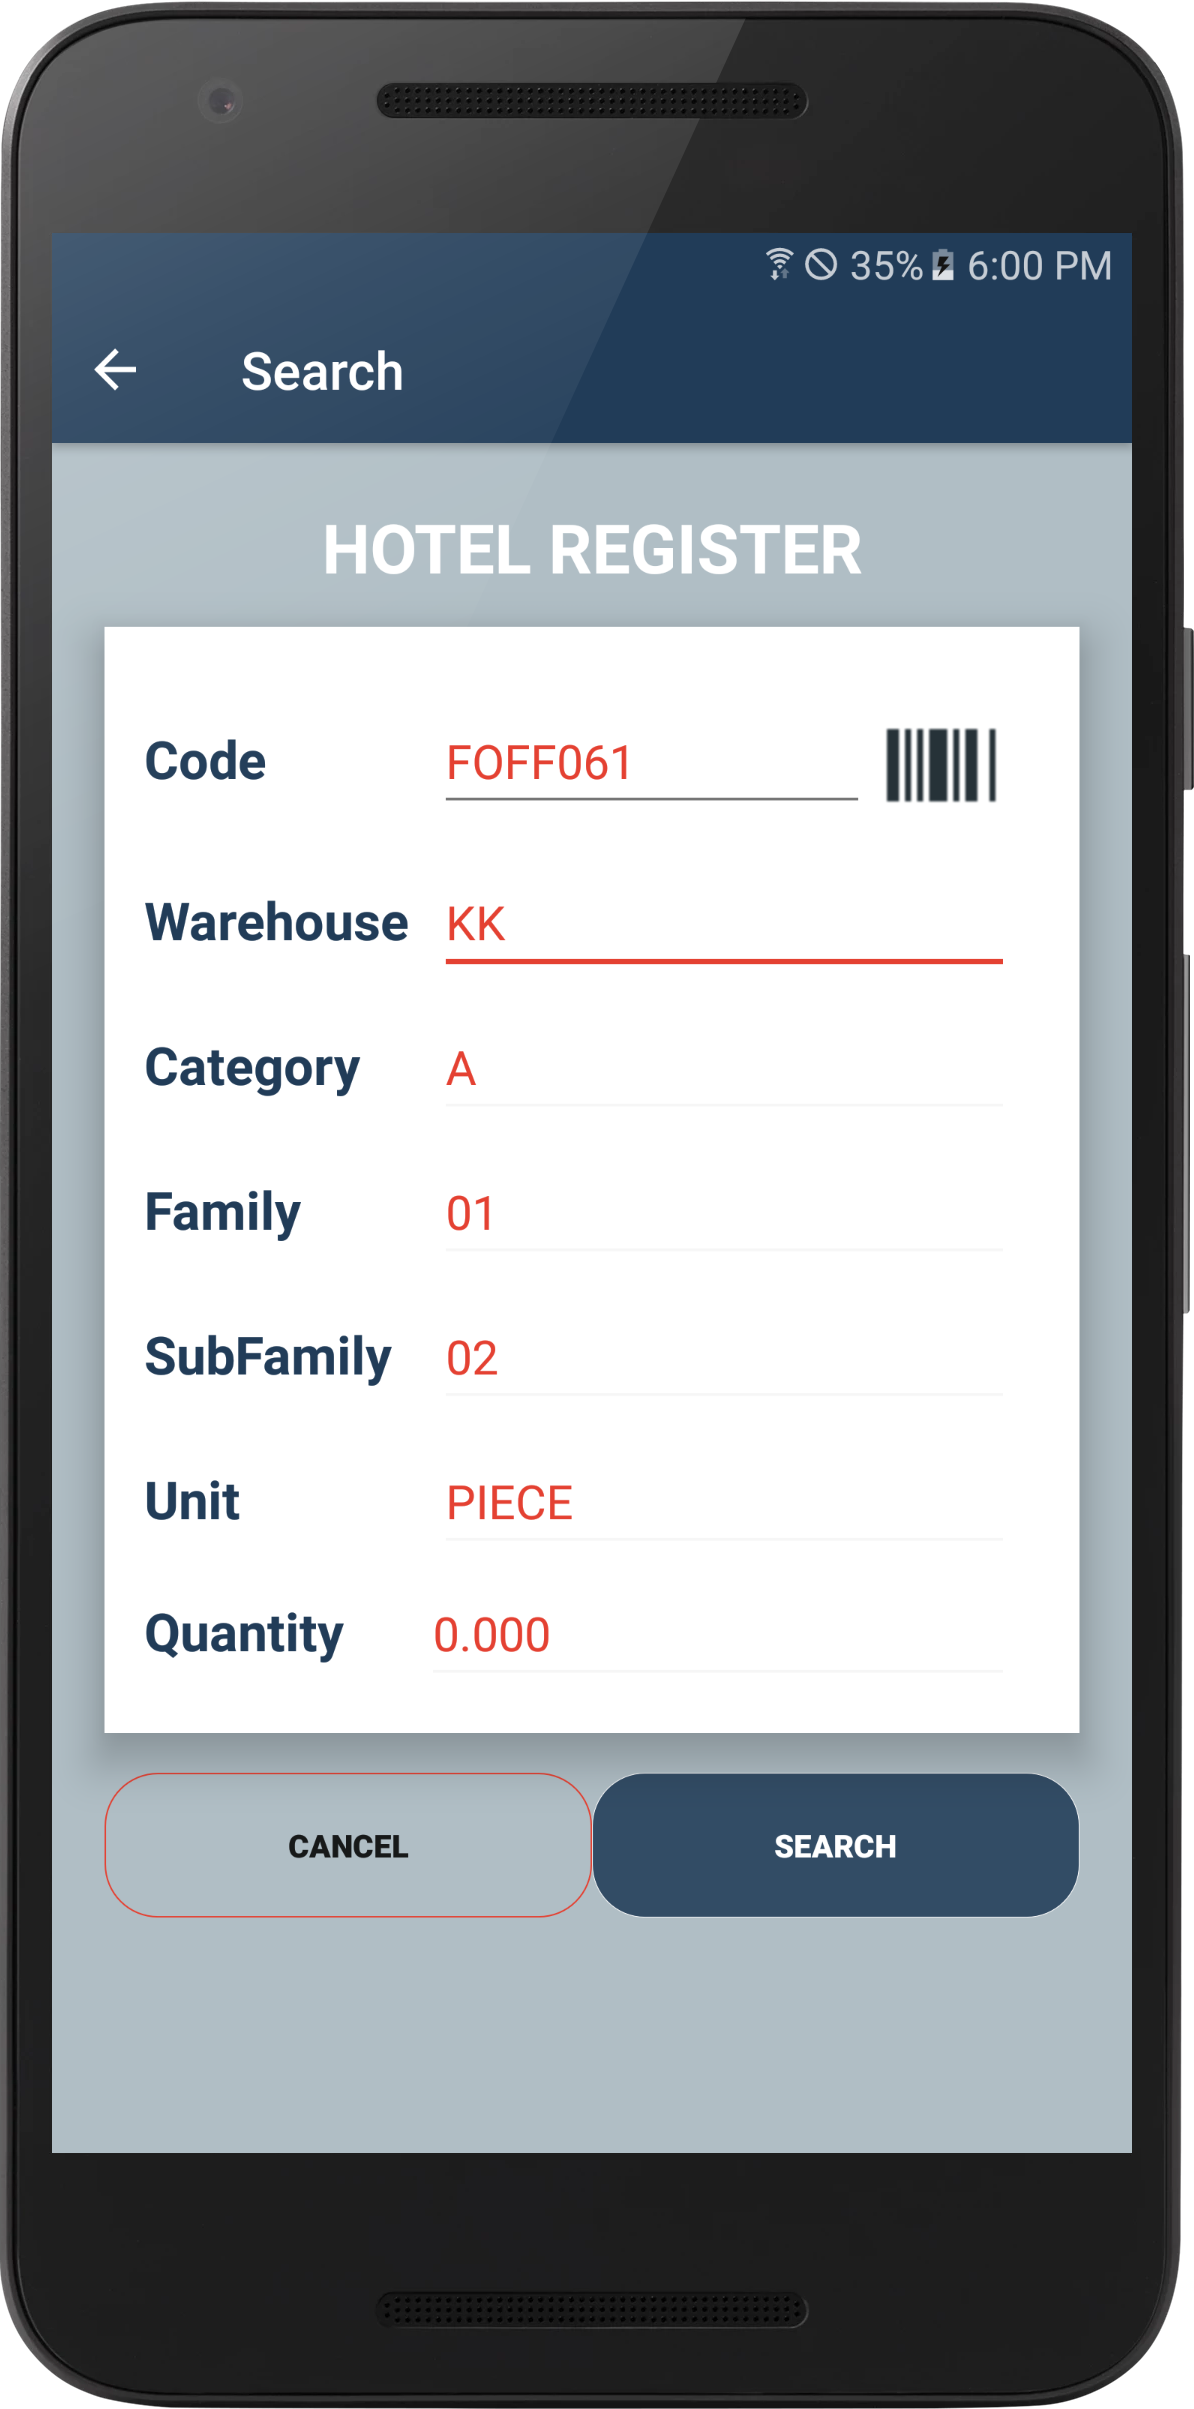 35% 6:00 PM
Search
HOTEL REGISTER
Code FOFF061
Warehouse KK
Category A
Family 01
SubFamily 02
Unit PIECE
Quantity 0.000
CANCEL SEARCH